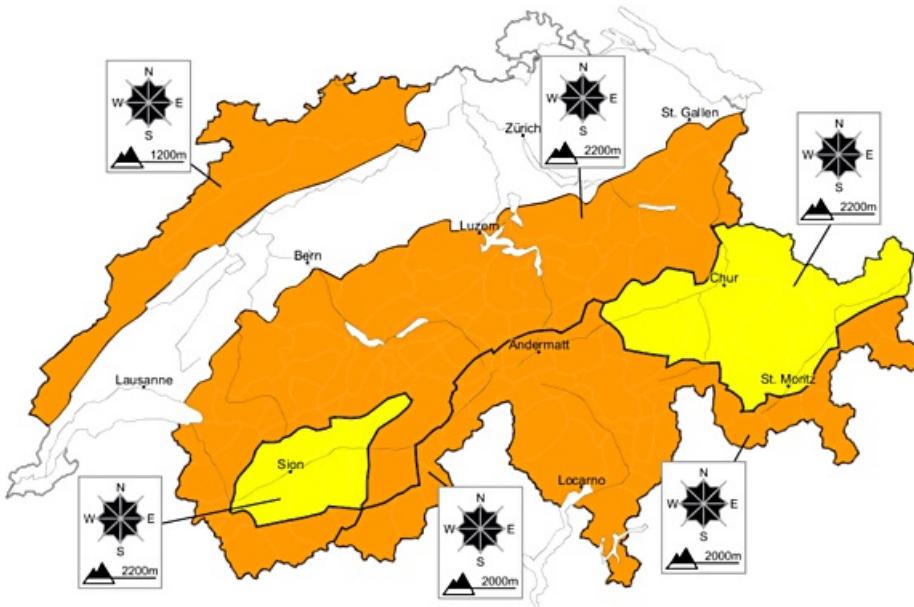 N
W E
S
1200m
N
W E
S
2200m
Zürich
St. Gallen
N
W E
S
2200m
Luzern
Bern
Chur
Andermatt
Lausanne
St. Moritz
Sion
Locarno
N
W E
S
2200m
N
W E
S
2000m
N
W E
S
2000m